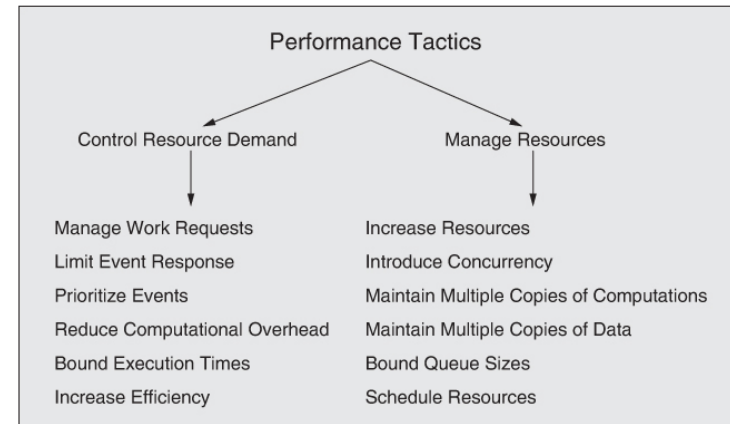 Performance Tactics
Control Resource Demand
Manage Work Requests
Limit Event Response
Prioritize Events
Reduce Computational Overhead
Bound Execution Times
Increase Efficiency
Manage Resources
Increase Resources
Introduce Concurrency
Maintain Multiple Copies of Computations
Maintain Multiple Copies of Data
Bound Queue Sizes
Schedule Resources